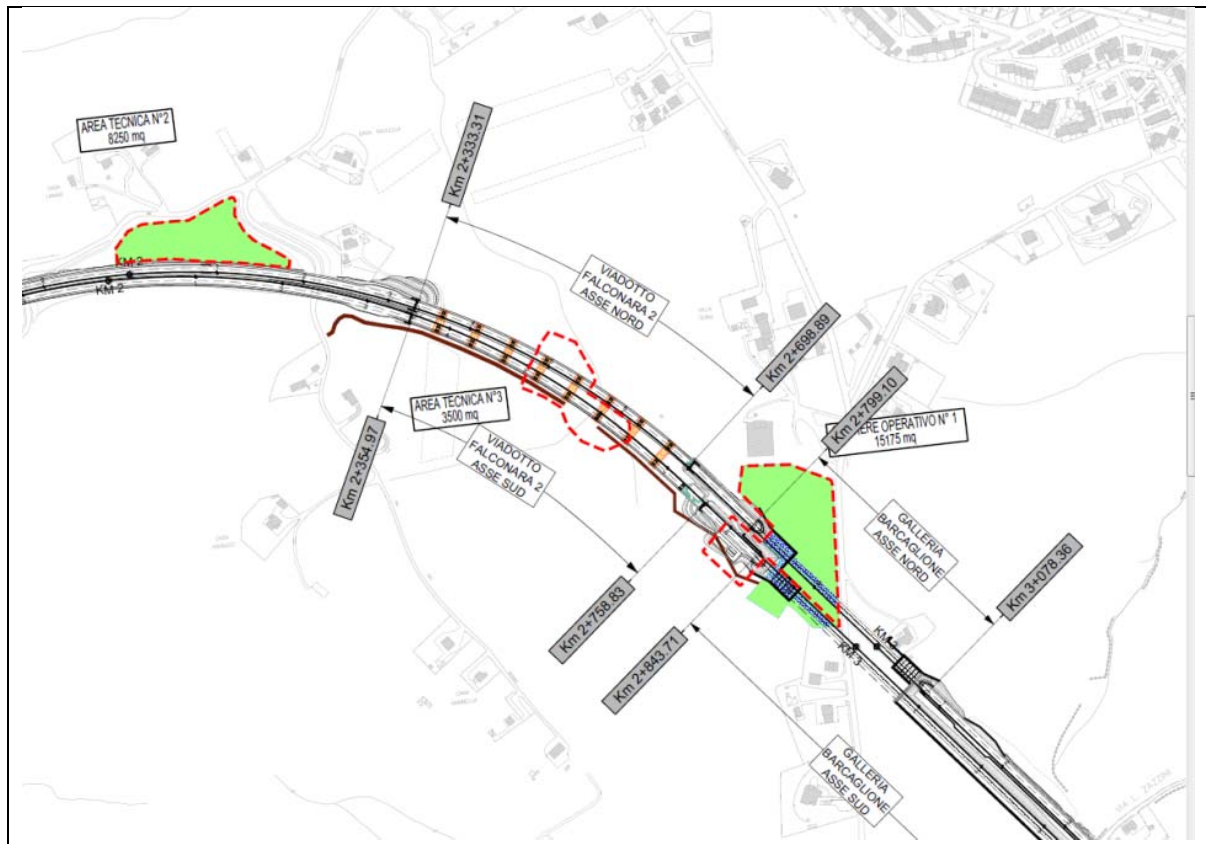 AREA TECNICA N°2
8250 mq
Km 2+333.31
KM 2
KM 2
VIADOTTO
FALCONARA 2
ASSE NORD
Km 2+698.89
AREA TECNICA N°3
3500 mq
Km 2+799.10
ERE OPERATIVO N° 1
15175 mq
VIADOTTO
FALCONARA 2
ASSE SUD
Km 2+354.97
GALLERIA
BARCAGLIONE
ASSE NORD
Km 3+078.36
Km 2+758.83
Km 2+843.71
KM 3
KM 3
GALLERIA
BARCAGLIONE
ASSE SUD
VIA L. ZAZZINI